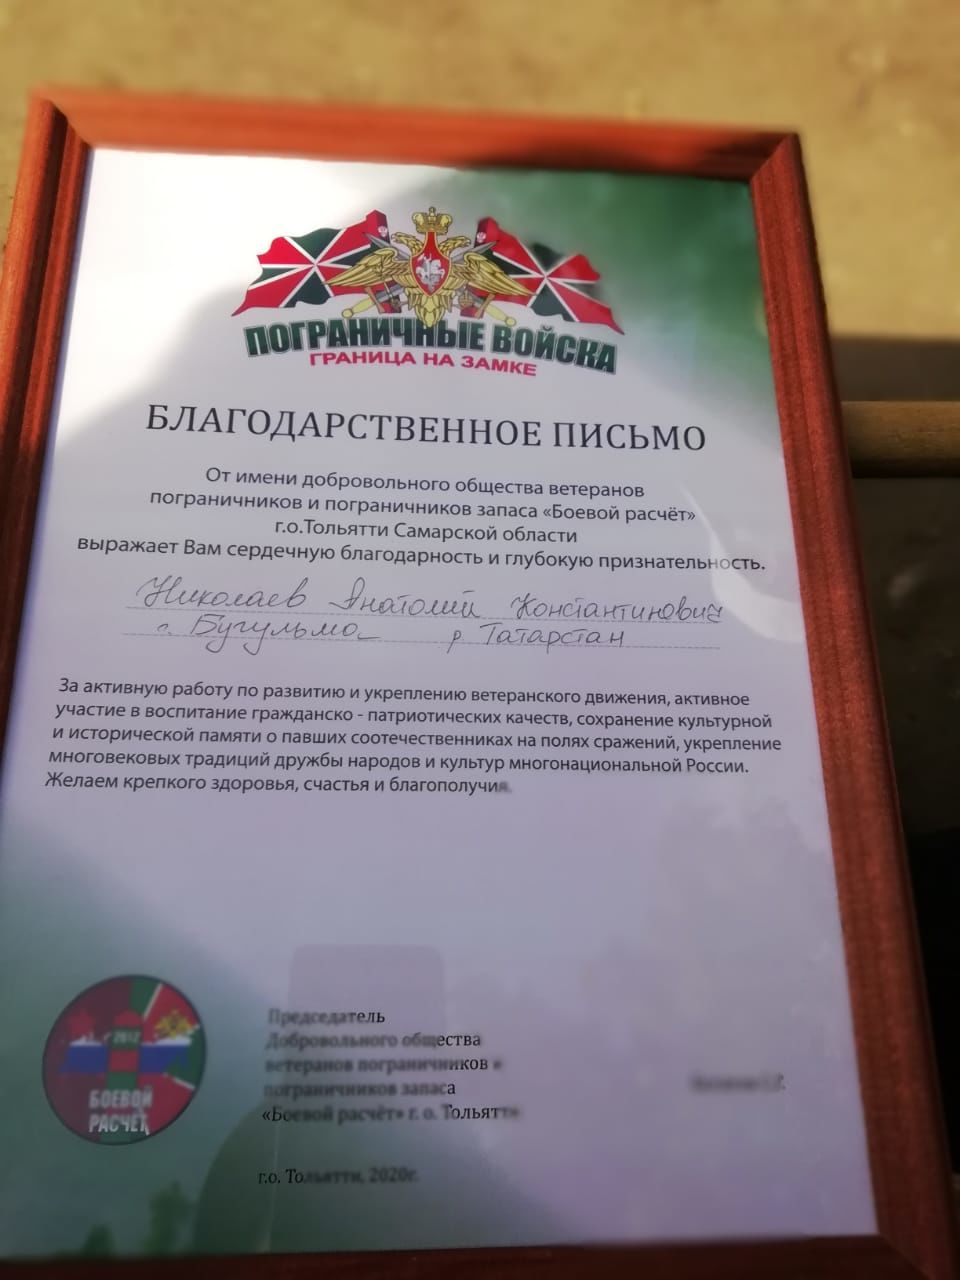 ПОГРАНИЧНЫЕ ВОЙСКА
ГРАНИЦА НА ЗАМКЕ
БЛАГОДАРСТВЕННОЕ ПИСЬМО
От имени добровольного общества ветеранов
пограничников и пограничников запаса «Боевой расчёт»
г.о.Тольятти Самарской области
выражает Вам сердечную благодарность и глубокую признательность.
Николаев Анатолий Константинович
г. Бугульма р Татарстан
За активную работу по развитию и укреплению ветеранского движения, активное
участие в воспитание гражданско - патриотических качеств, сохранение культурной
и исторической памяти о павших соотечественниках на полях сражений, укрепление
многовековых традиций дружбы народов и культур многонациональной России.
Желаем крепкого здоровья, счастья и благополучия.
Председатель
Добровольного общества
ветеранов пограничников и
пограничников запаса
«Боевой расчёт» г. о. Тольятти
г.о. Тольятти, 2020г.
2012
БОЕВОЙ
РАСЧЁТ